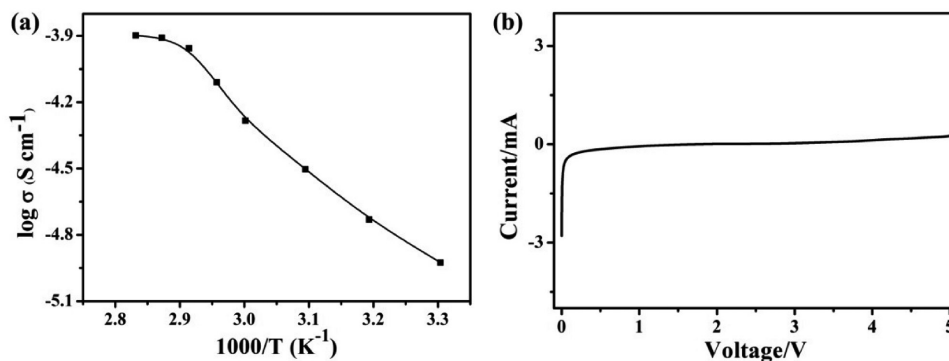 (a)
-3.9
-4.2
-4.5
-4.8
-5.1
log σ (S cm-1)
2.8 2.9 3.0 3.1 3.2 3.3
1000/T (K-1)
(b)
3
0
-3
Current/mA
0 1 2 3 4 5
Voltage/V